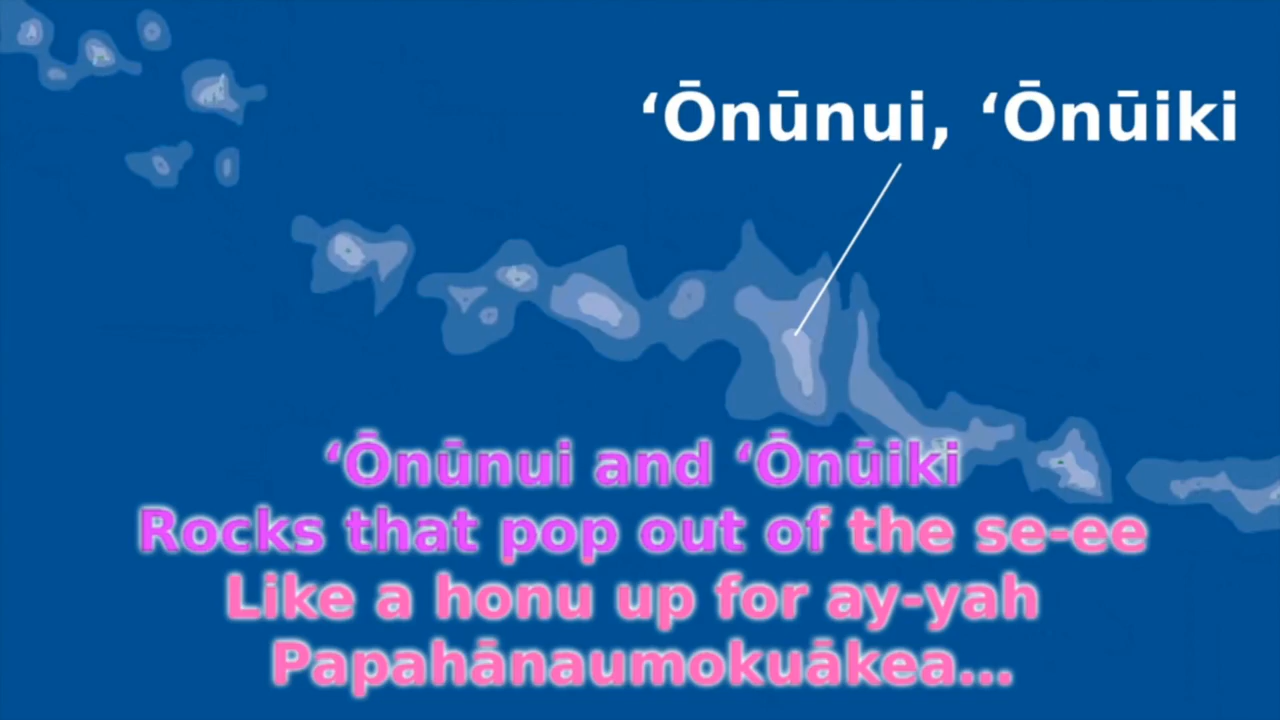 ʻŌnūnui, ʻŌnūiki
ʻŌnūnui and ʻŌnūiki
Rocks that pop out of the se-ee
Like a honu up for ay-yah
Papahānaumokuākea...